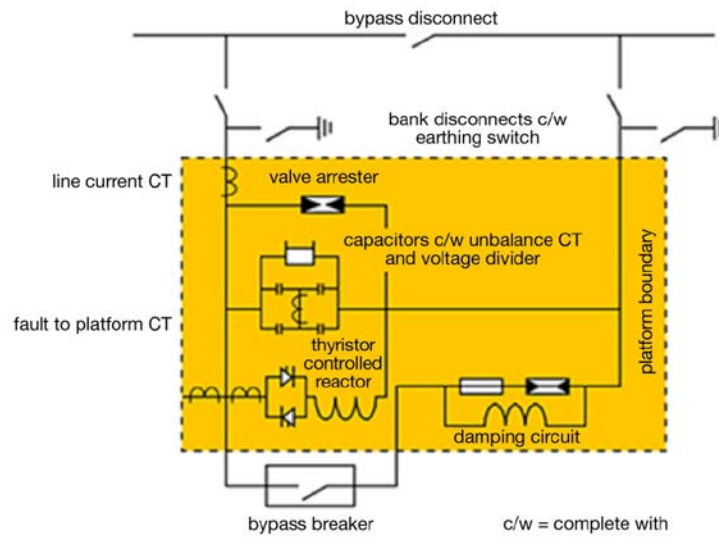 bypass disconnect
bank disconnects c/w
earthing switch
line current CT
valve arrester
capacitors c/w unbalance CT
and voltage divider
platform boundary
fault to platform CT
thyristor
controlled
reactor
damping circuit
bypass breaker
c/w = complete with